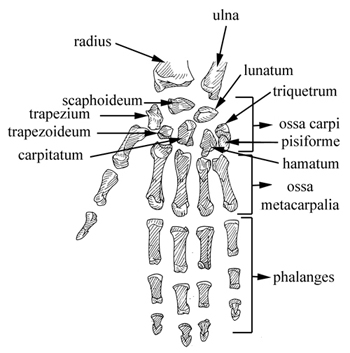 ulna
radius
lunatum
scaphoideum
triquetrum
trapezium
trapezoideum
ossa carpi
pisiforme
carpitatum
hamatum
ossa
metacarpalia
phalanges